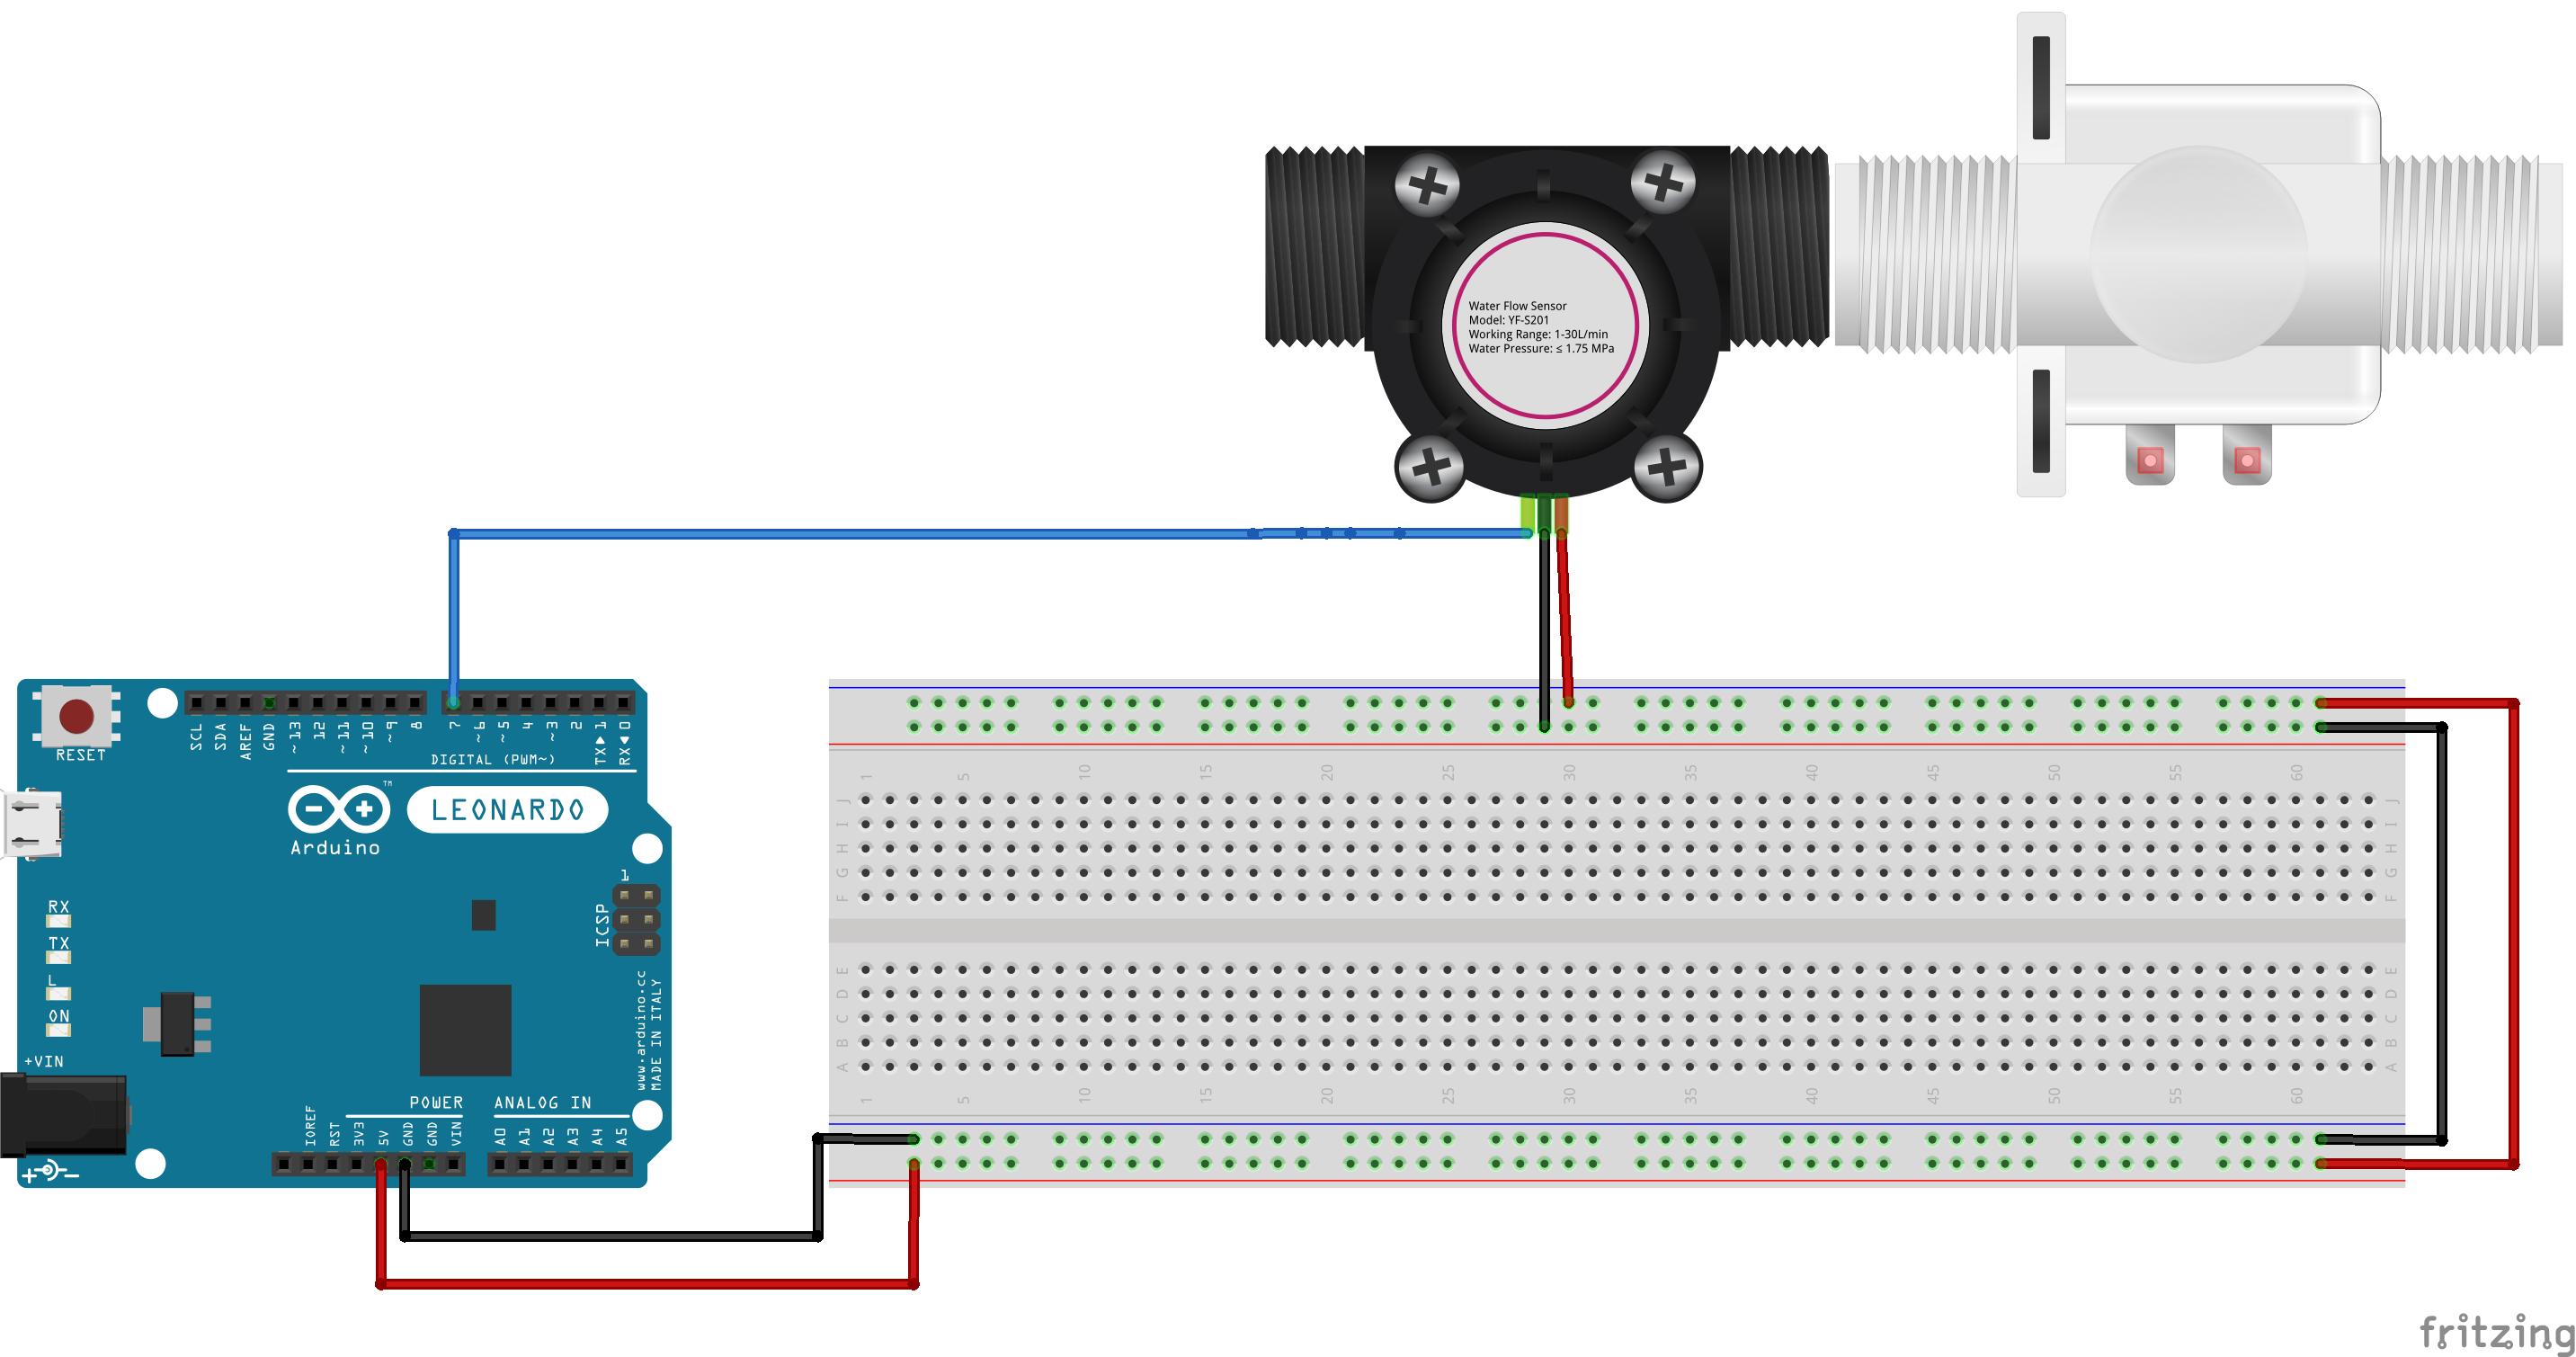 Water Flow Sensor
Model: YF-S201
Working Range: 1-30L/min
Water Pressure: ≤ 1.75 MPa
RESET
SCL
SDA
AREF
GND
~13
12
~11
~10
~9
8
7
~6
~5
4
~3
2
TX▶1
RX◀0
DIGITAL (PWM~)
TM
LEONARDO
Arduino
1
ICSP
RX
TX
L
ON
+VIN
www.arduino.cc
MADE IN ITALY
POWER
ANALOG IN
IOREF
RST
3V3
5V
GND
GND
VIN
A0
A1
A2
A3
A4
A5
1 5 10 15 20 25 30 35 40 45 50 55 60
J J
I I
H H
G G
F F
E E
D D
C C
B B
A A
1 5 10 15 20 25 30 35 40 45 50 55 60
fritzing